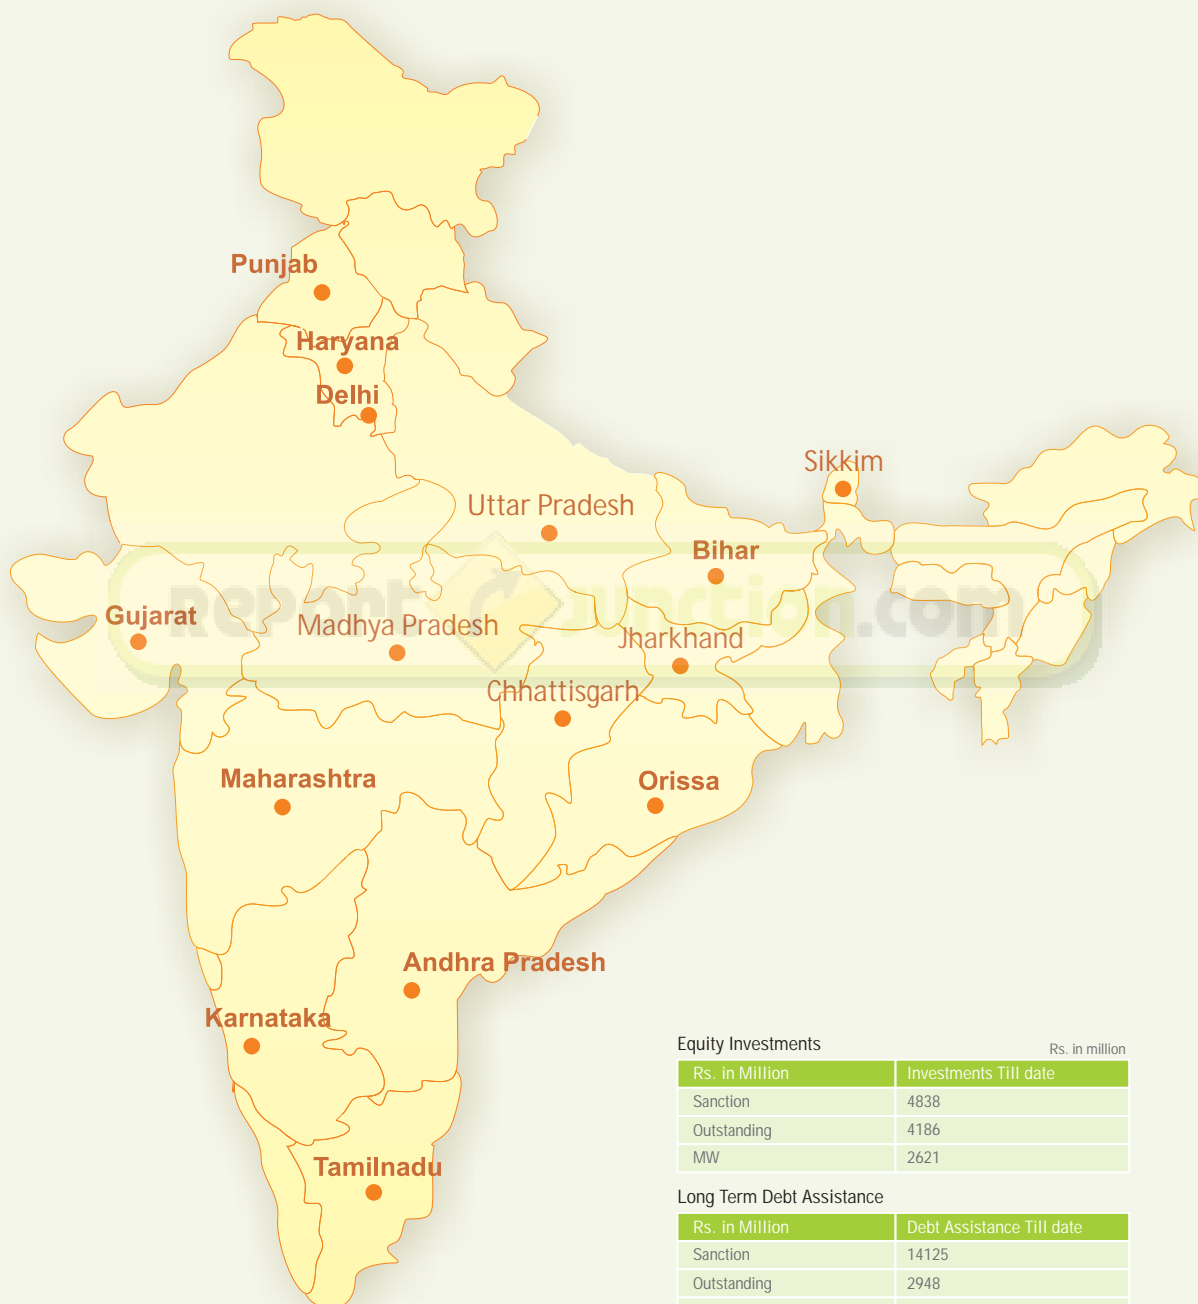 Punjab
Haryana
Delhi
Sikkim
Uttar Pradesh
Bihar
Gujarat
Madhya Pradesh
Jharkhand
ReportJunction.com
Chhattisgarh
Maharashtra
Orissa
Andhra Pradesh
Karnataka
Tamilnadu
Equity Investments Rs. in million
Rs. in Million Investments Till date
Sanction 4838
Outstanding 4186
MW 2621
Long Term Debt Assistance
Rs. in Million Debt Assistance Till date
Sanction 14125
Outstanding 2948